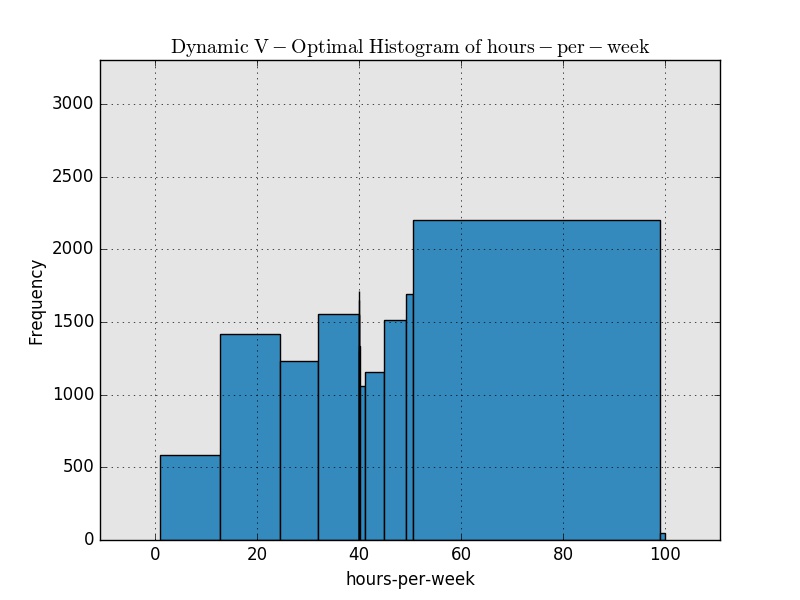 Dynamic V − Optimal Histogram of hours − per − week
3000
2500
2000
1500
1000
500
0
Frequency
0 20 40 60 80 100
hours-per-week